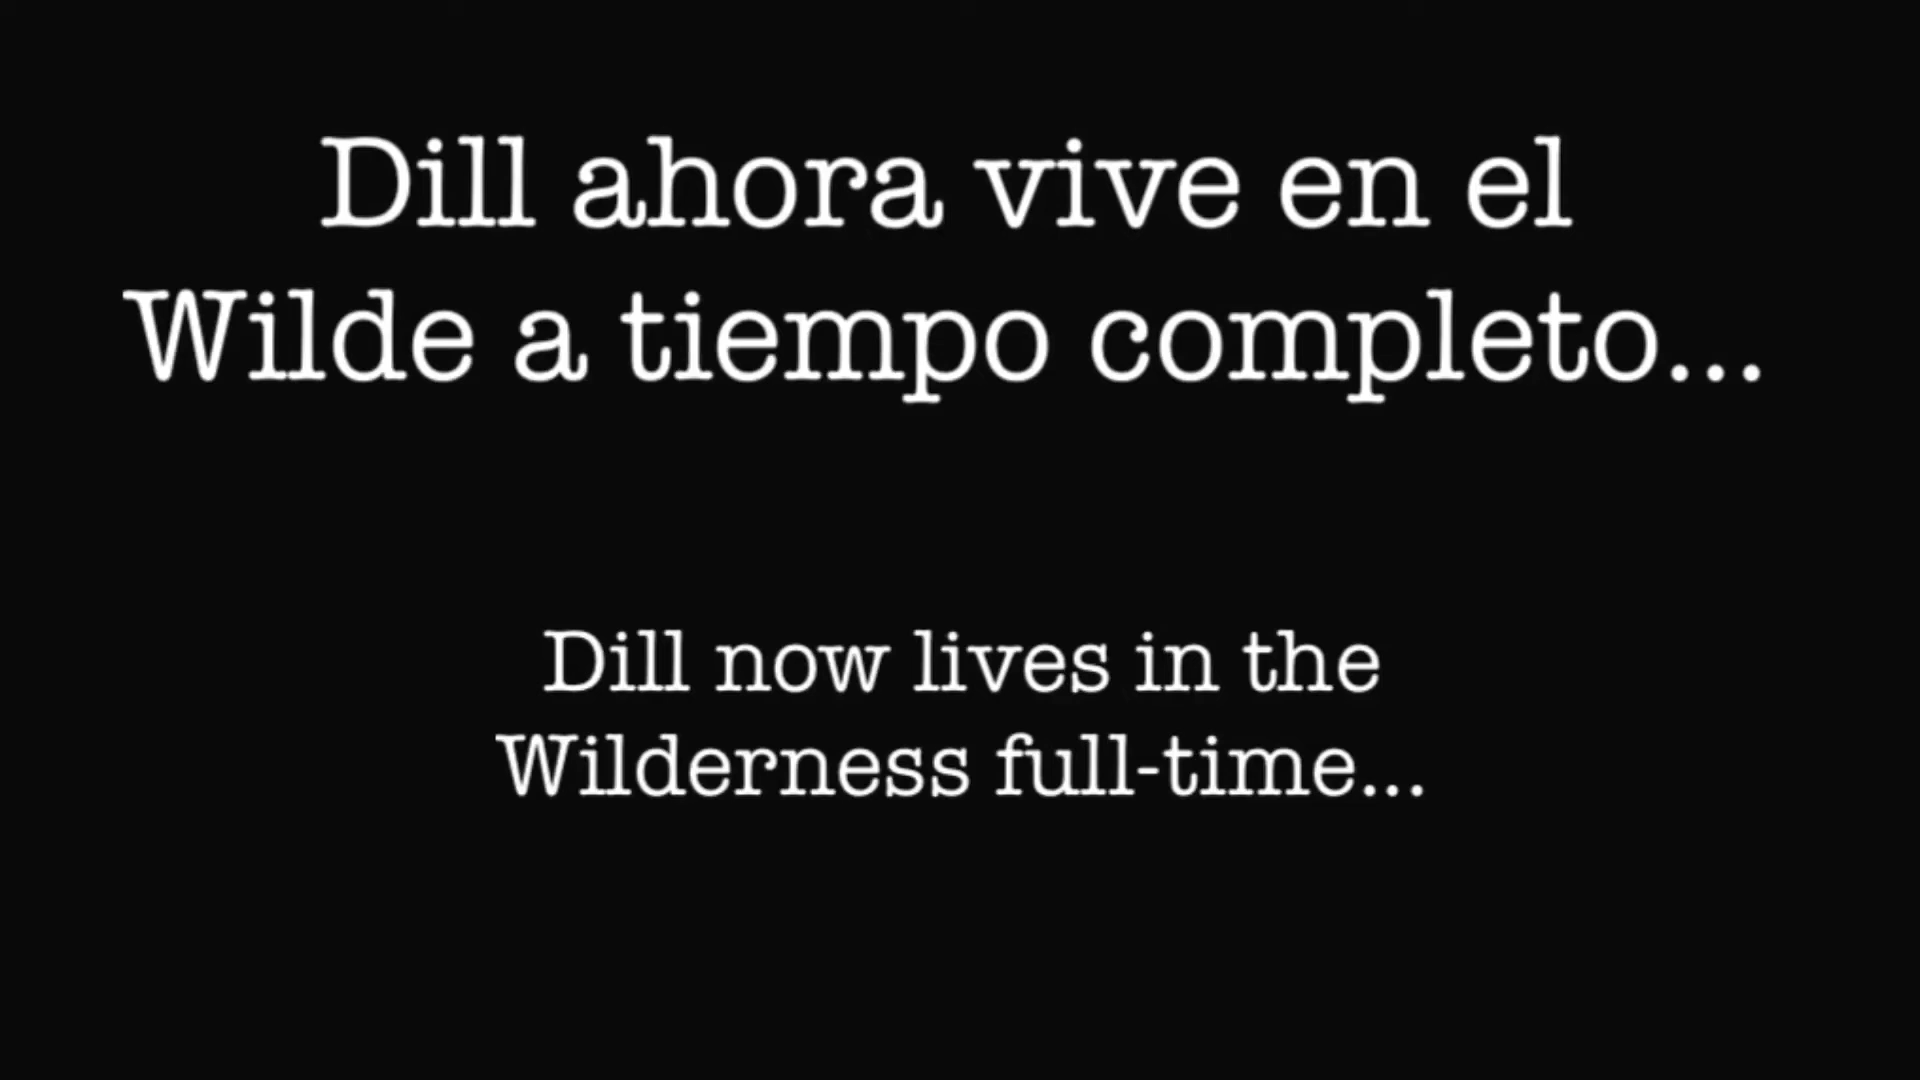 Dill ahora vive en el
Wilde a tiempo completo...
Dill now lives in the
Wilderness full-time...